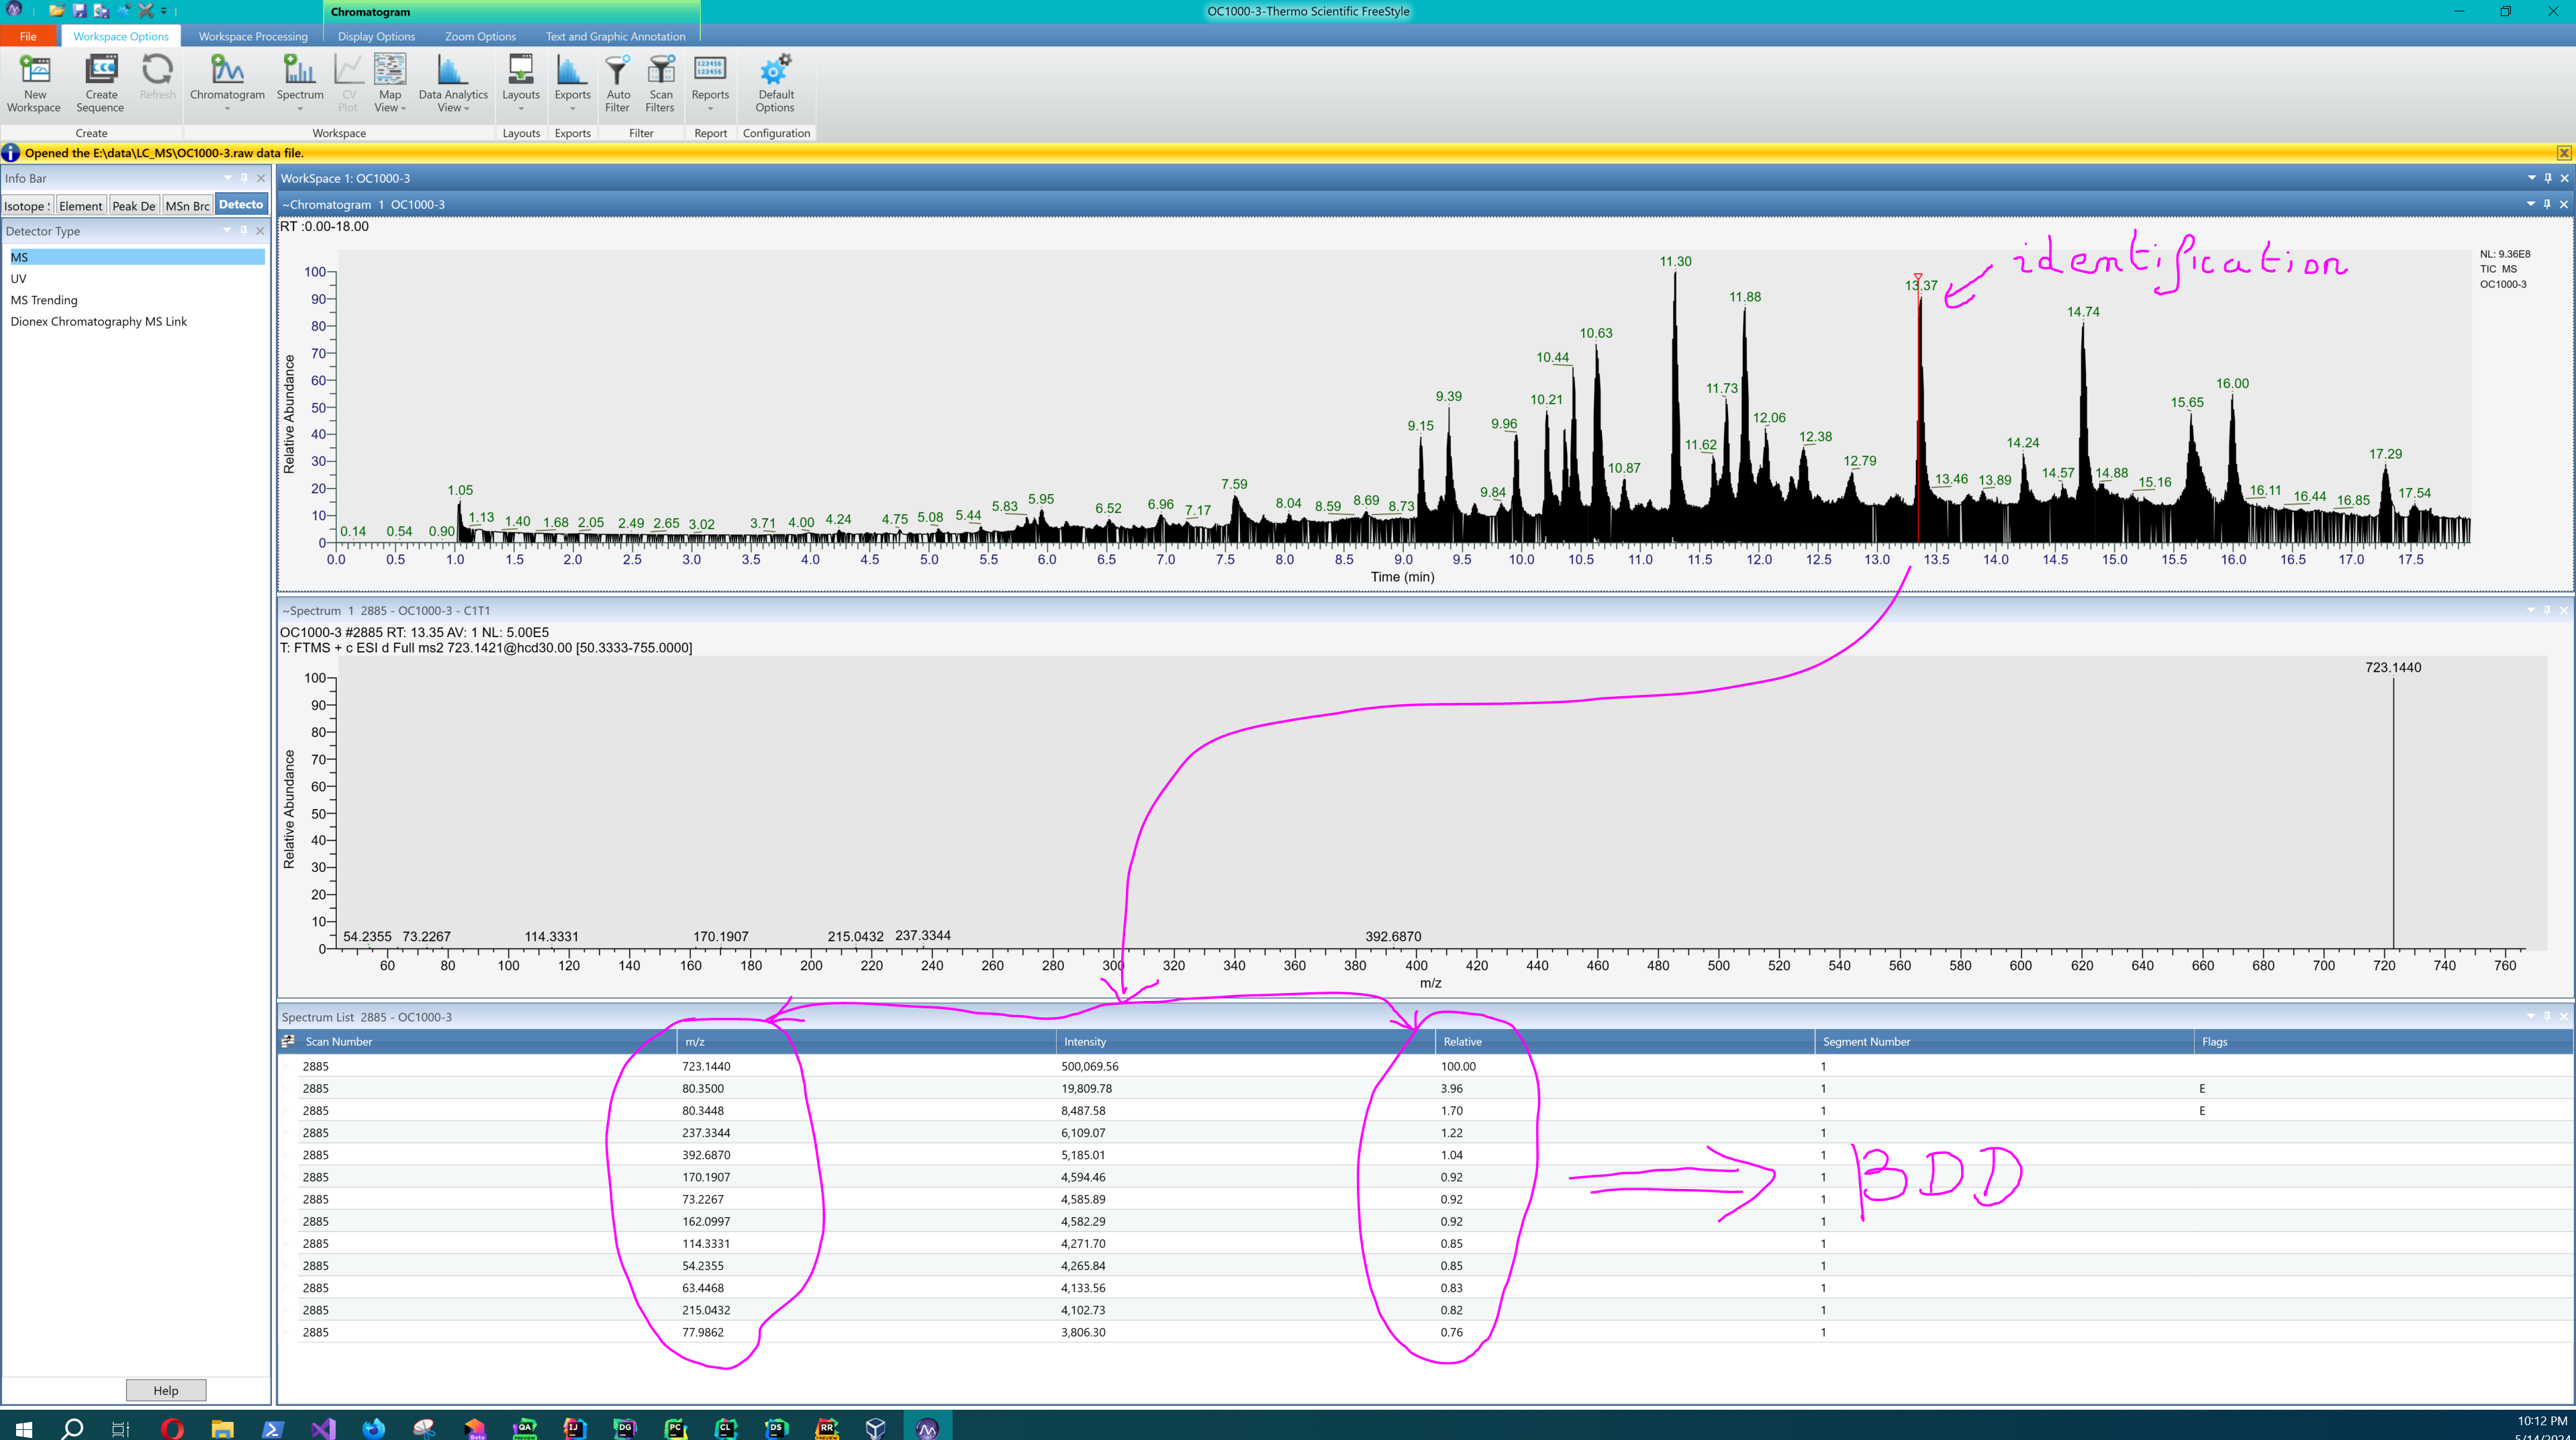 Chromatogram
OC1000-3-Thermo Scientific FreeStyle
File Workspace Options Workspace Processing Display Options Zoom Options Text and Graphic Annotation
New Workspace
Create Sequence
Refresh
Chromatogram
Spectrum
CV Plot
Map View
Data Analytics View
Layouts
Exports
Auto Filter
Scan Filters
Reports
Default Options
Create Workspace Layouts Exports Filter Report Configuration
Opened the E:\data\LC_MS\OC1000-3.raw data file.
Info Bar
Isotope Element Peak De MSn Brc Detecto
Detector Type
MS
UV
MS Trending
Dionex Chromatography MS Link
Help
WorkSpace 1: OC1000-3
~Chromatogram 1 OC1000-3
RT :0.00-18.00
identification
NL: 9.36E8
TIC MS
OC1000-3
Relative Abundance
100
90
80
70
60
50
40
30
20
10
0
0.14 0.54 0.90 1.05 1.13 1.40 1.68 2.05 2.49 2.65 3.02 3.71 4.00 4.24 4.75 5.08 5.44 5.83 5.95 6.52 6.96 7.17 7.59 8.04 8.59 8.69 8.73 9.15 9.39 9.84 9.96 10.21 10.44 10.63 10.87 11.30 11.62 11.73 11.88 12.06 12.38 12.79 13.37 13.46 13.89 14.24 14.57 14.74 14.88 15.16 15.65 16.00 16.11 16.44 16.85 17.29 17.54
0.0 0.5 1.0 1.5 2.0 2.5 3.0 3.5 4.0 4.5 5.0 5.5 6.0 6.5 7.0 7.5 8.0 8.5 9.0 9.5 10.0 10.5 11.0 11.5 12.0 12.5 13.0 13.5 14.0 14.5 15.0 15.5 16.0 16.5 17.0 17.5
Time (min)
~Spectrum 1 2885 - OC1000-3 - C1T1
OC1000-3 #2885 RT: 13.35 AV: 1 NL: 5.00E5
T: FTMS + c ESI d Full ms2 723.1421@hcd30.00 [50.3333-755.0000]
Relative Abundance
100
90
80
70
60
50
40
30
20
10
0
54.2355 73.2267 114.3331 170.1907 215.0432 237.3344 392.6870 723.1440
60 80 100 120 140 160 180 200 220 240 260 280 300 320 340 360 380 400 420 440 460 480 500 520 540 560 580 600 620 640 660 680 700 720 740 760
m/z
Spectrum List 2885 - OC1000-3
Scan Number m/z Intensity Relative Segment Number Flags
2885 723.1440 500,069.56 100.00 1
2885 80.3500 19,809.78 3.96 1 E
2885 80.3448 8,487.58 1.70 1 E
2885 237.3344 6,109.07 1.22 1
2885 392.6870 5,185.01 1.04 1
2885 170.1907 4,594.46 0.92 1
2885 73.2267 4,585.89 0.92 1
2885 162.0997 4,582.29 0.92 1
2885 114.3331 4,271.70 0.85 1
2885 54.2355 4,265.84 0.85 1
2885 63.4468 4,133.56 0.83 1
2885 215.0432 4,102.73 0.82 1
2885 77.9862 3,806.30 0.76 1
BDD
QA IJ DG PC CL DS RR
10:12 PM